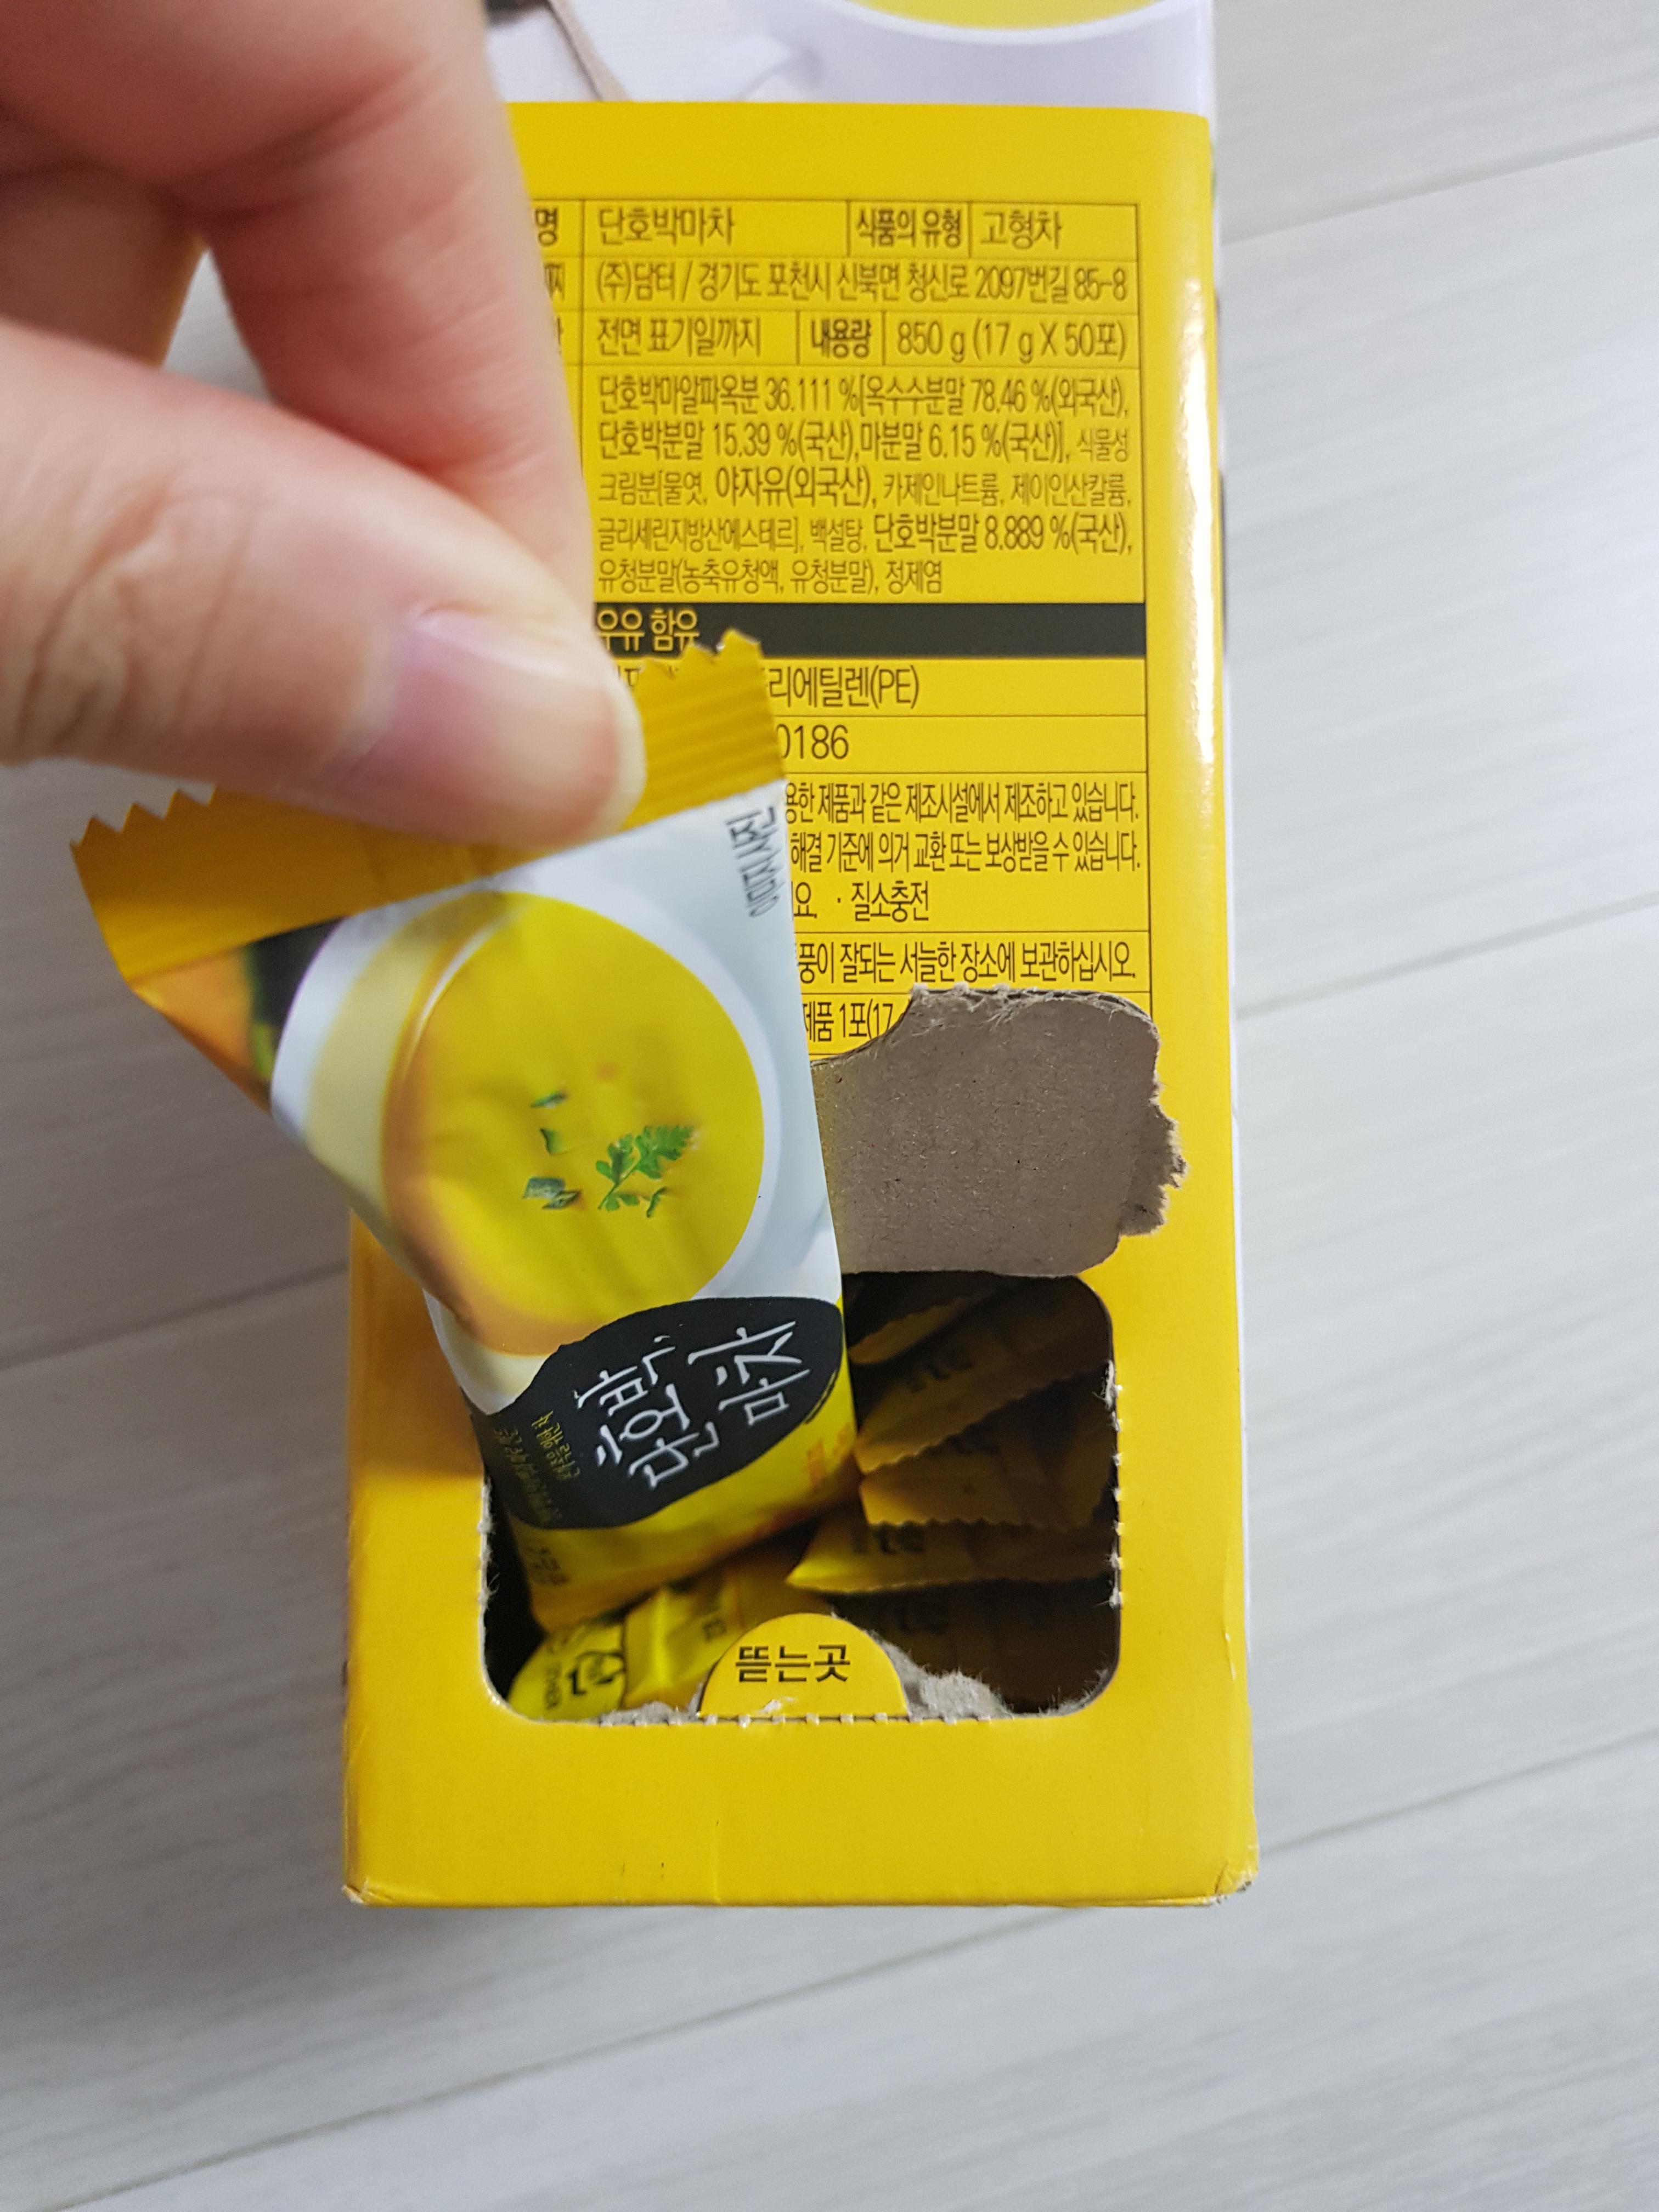 명 단호박마차 식품의 유형 고형차
(주)담터 / 경기도 포천시 신북면 청신로 2097번길 85-8
전면 표기일까지 내용량 850 g (17 g X 50포)
단호박마알파옥분 36.111 %[옥수수분말 78.46 %(외국산),
단호박분말 15.39 %(국산), 마분말 6.15 %(국산)], 식물성
크림분[물엿, 야자유(외국산), 카제인나트륨, 제이인산칼륨,
글리세린지방산에스테르], 백설탕, 단호박분말 8.889 %(국산),
유청분말(농축유청액, 유청분말), 정제염
우유 함유
리에틸렌(PE)
0186
용한 제품과 같은 제조시설에서 제조하고 있습니다.
해결 기준에 의거 교환 또는 보상받을 수 있습니다.
요. · 질소충전
풍이 잘되는 서늘한 장소에 보관하십시오.
제품 1포(17
단호박,
마차
뜯는곳